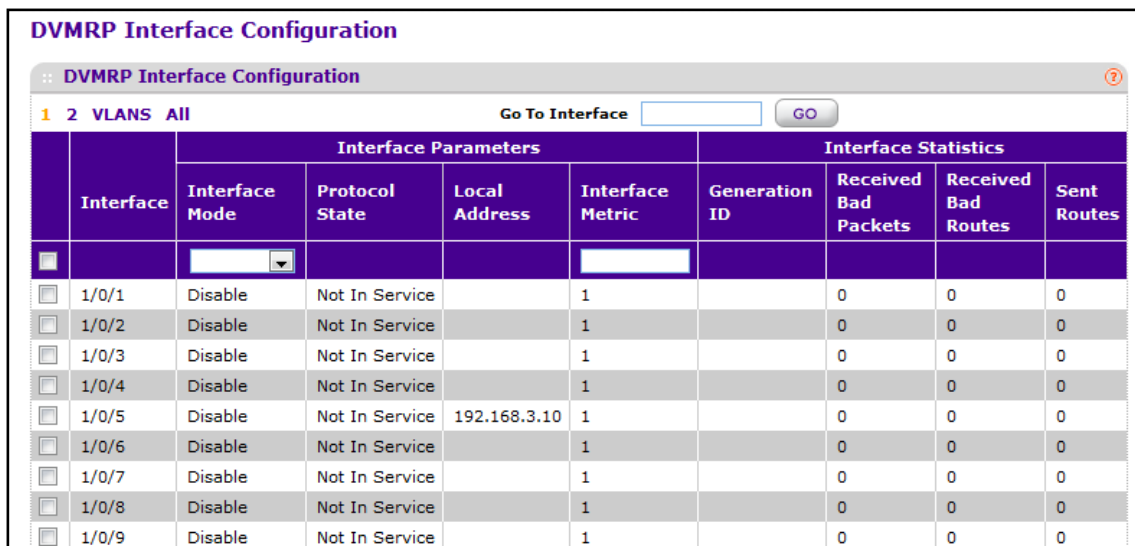 DVMRP Interface Configuration
DVMRP Interface Configuration ?
1 2 VLANS All Go To Interface GO
Interface Parameters Interface Statistics
Interface Interface Mode Protocol State Local Address Interface Metric Generation ID Received Bad Packets Received Bad Routes Sent Routes
1/0/1 Disable Not In Service 1 0 0 0
1/0/2 Disable Not In Service 1 0 0 0
1/0/3 Disable Not In Service 1 0 0 0
1/0/4 Disable Not In Service 1 0 0 0
1/0/5 Disable Not In Service 192.168.3.10 1 0 0 0
1/0/6 Disable Not In Service 1 0 0 0
1/0/7 Disable Not In Service 1 0 0 0
1/0/8 Disable Not In Service 1 0 0 0
1/0/9 Disable Not In Service 1 0 0 0